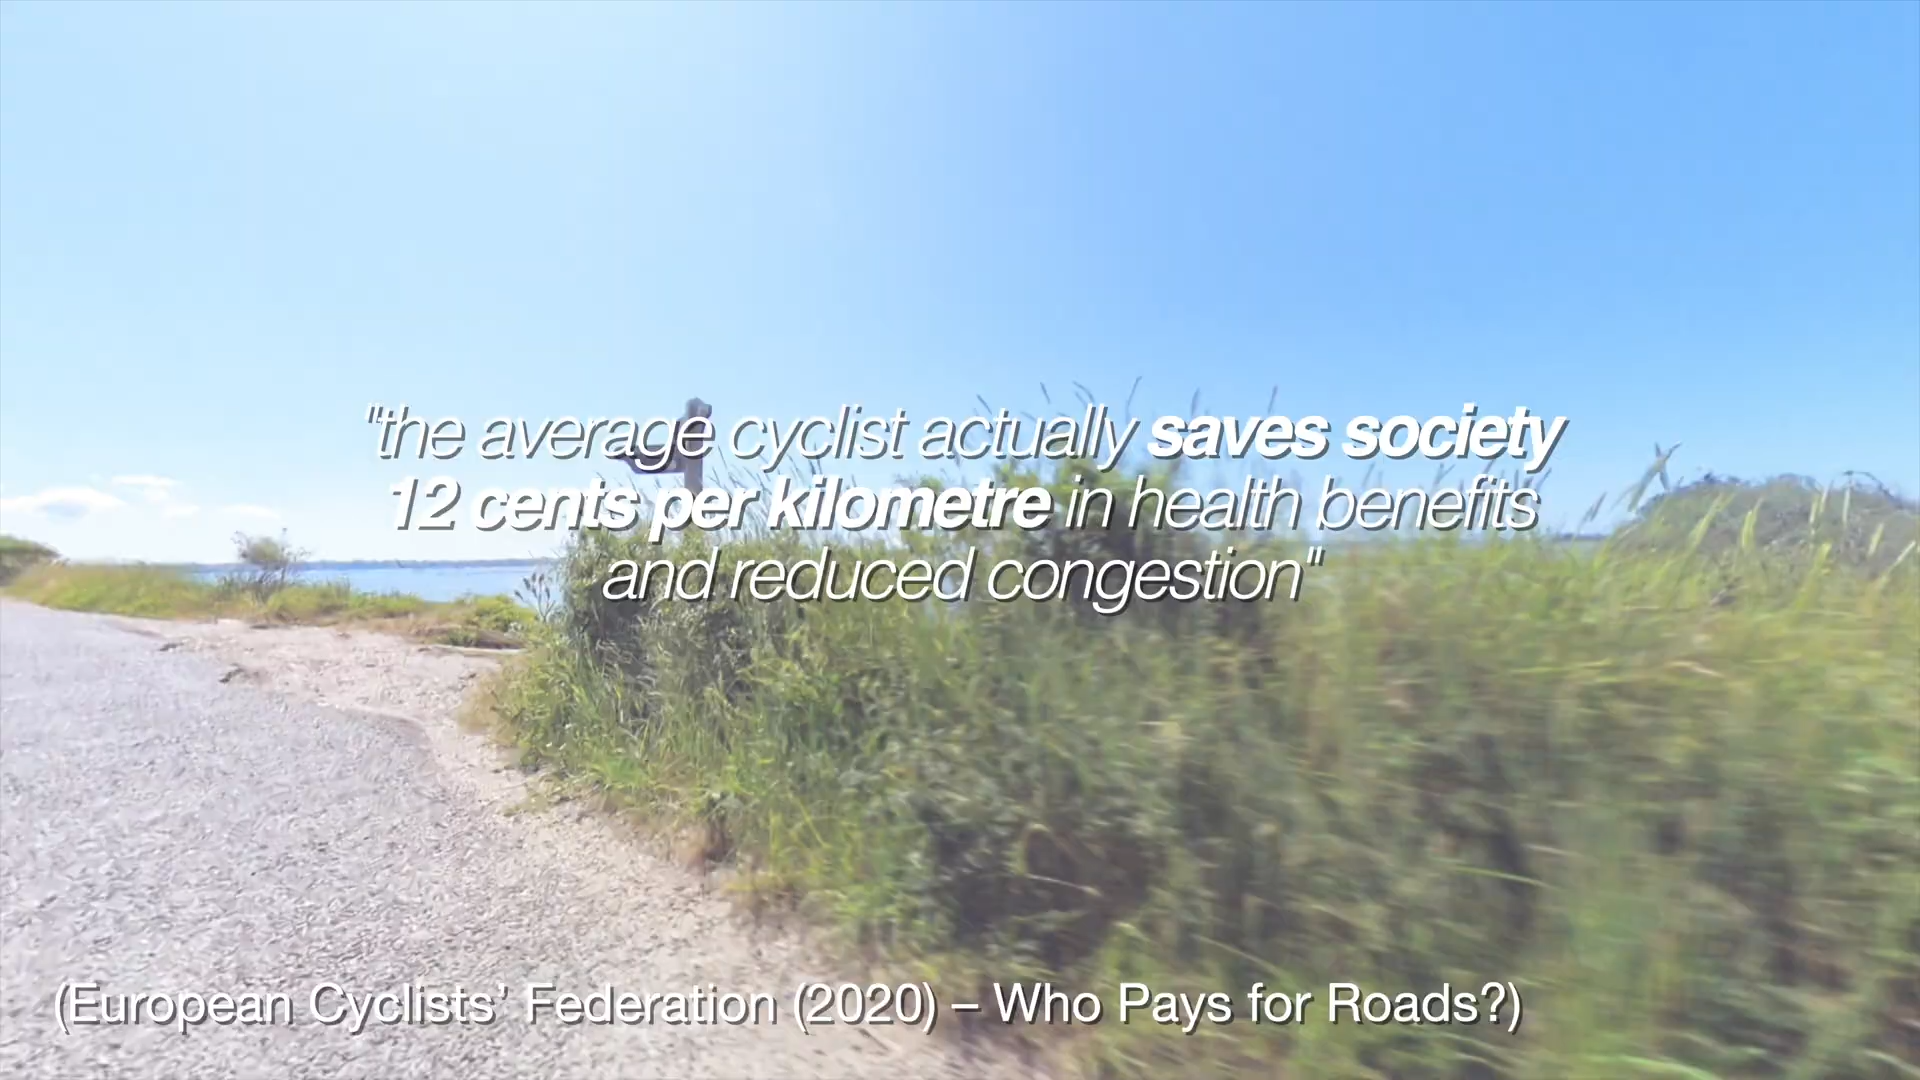 "the average cyclist actually saves society
12 cents per kilometre in health benefits
and reduced congestion"
(European Cyclists’ Federation (2020) – Who Pays for Roads?)